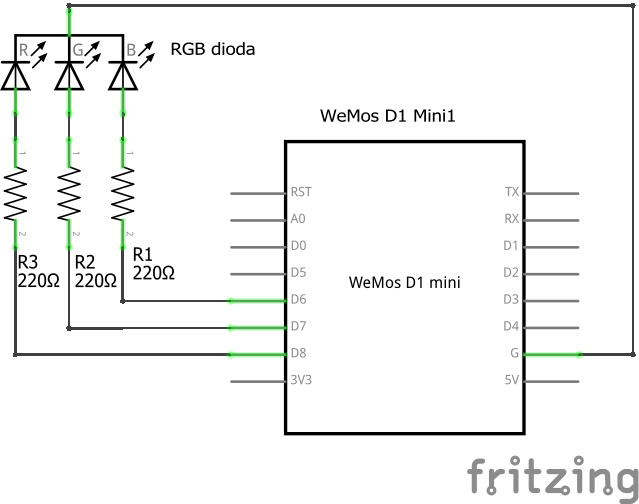 R G B RGB dioda
WeMos D1 Mini1
1 1 1
RST TX
A0 RX
2 2 2
D0 D1
R3 R2 R1
220Ω 220Ω 220Ω
D5 D2
WeMos D1 mini
D6 D3
D7 D4
D8 G
3V3 5V
fritzing